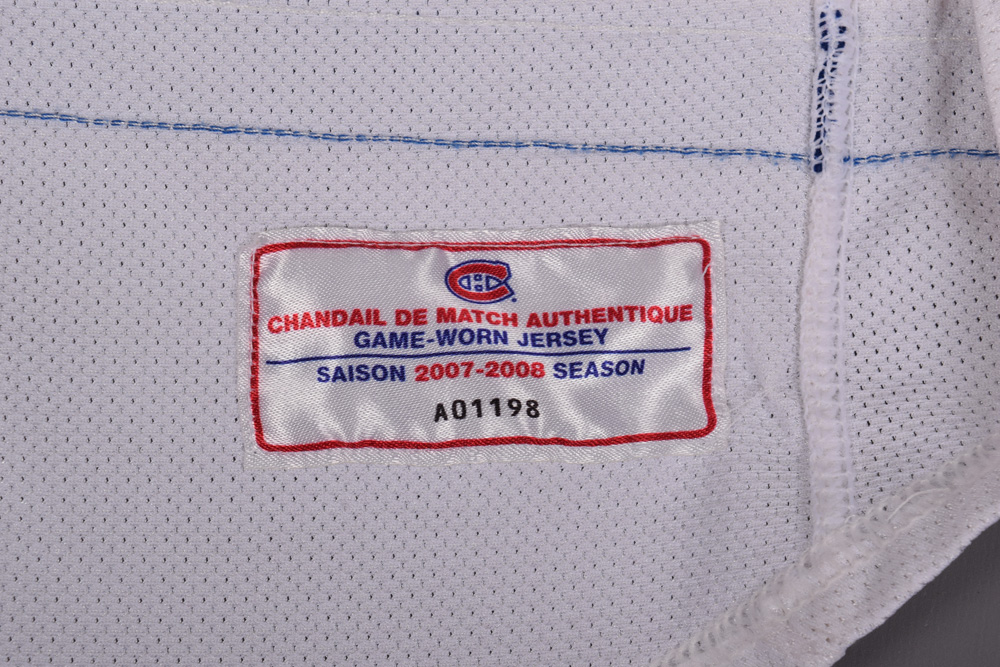 CHANDAIL DE MATCH AUTHENTIQUE
GAME-WORN JERSEY
SAISON 2007-2008 SEASON
A01198